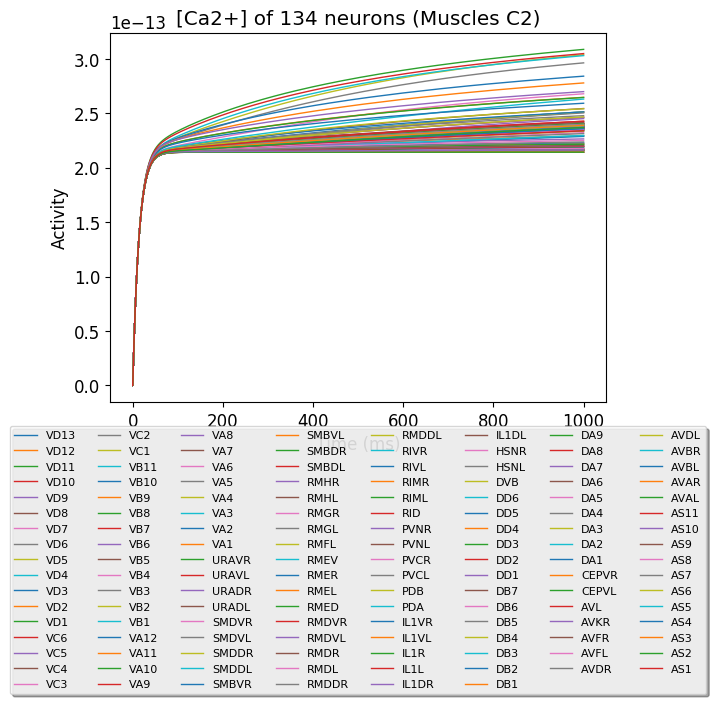 [Ca2+] of 134 neurons (Muscles C2)
1e−13
3.0
2.5
2.0
1.5
1.0
0.5
0.0
Activity
0 200 400 600 800 1000
Time (ms)
VD13 VC2 VA8 SMBVL RMDDL IL1DL DA9 AVDL
VD12 VC1 VA7 SMBDR RIVR HSNR DA8 AVBR
VD11 VB11 VA6 SMBDL RIVL HSNL DA7 AVBL
VD10 VB10 VA5 RMHR RIMR DVB DA6 AVAR
VD9 VB9 VA4 RMHL RIML DD6 DA5 AVAL
VD8 VB8 VA3 RMGR RID DD5 DA4 AS11
VD7 VB7 VA2 RMGL PVNR DD4 DA3 AS10
VD6 VB6 VA1 RMFL PVNL DD3 DA2 AS9
VD5 VB5 URAVR RMEV PVCR DD2 DA1 AS8
VD4 VB4 URAVL RMER PVCL DD1 CEPVR AS7
VD3 VB3 URADR RMEL PDB DB7 CEPVL AS6
VD2 VB2 URADL RMED PDA DB6 AVL AS5
VD1 VB1 SMDVR RMDVR IL1VR DB5 AVKR AS4
VC6 VA12 SMDVL RMDVL IL1VL DB4 AVFR AS3
VC5 VA11 SMDDR RMDR IL1R DB3 AVFL AS2
VC4 VA10 SMDDL RMDL IL1L DB2 AVDR AS1
VC3 VA9 SMBVR RMDDR IL1DR DB1